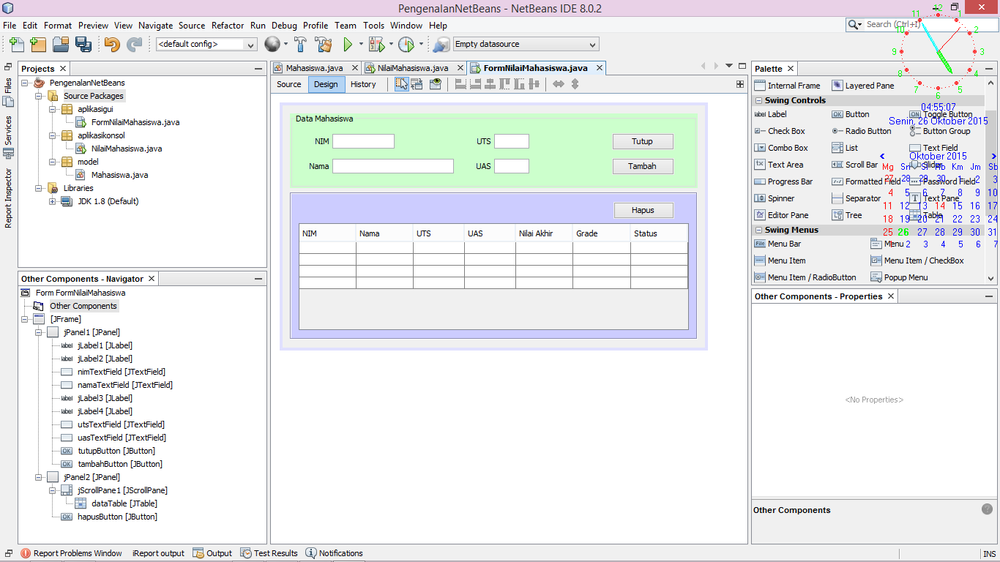 PengenalanNetBeans - NetBeans IDE 8.0.2
File Edit Format Preview View Navigate Source Refactor Run Debug Profile Team Tools Window Help
Search (Ctrl+I)
<default config>
Empty datasource
Files
Services
Report Inspector
Projects
PengenalanNetBeans
Source Packages
aplikasigui
FormNilaiMahasiswa.java
aplikasikonsol
NilaiMahasiswa.java
model
Mahasiswa.java
Libraries
JDK 1.8 (Default)
Other Components - Navigator
Form FormNilaiMahasiswa
Other Components
[JFrame]
jPanel1 [JPanel]
label jLabel1 [JLabel]
label jLabel2 [JLabel]
nimTextField [JTextField]
namaTextField [JTextField]
label jLabel3 [JLabel]
label jLabel4 [JLabel]
utsTextField [JTextField]
uasTextField [JTextField]
OK tutupButton [JButton]
OK tambahButton [JButton]
jPanel2 [JPanel]
jScrollPane1 [JScrollPane]
dataTable [JTable]
OK hapusButton [JButton]
Mahasiswa.java NilaiMahasiswa.java FormNilaiMahasiswa.java
Source Design History
Data Mahasiswa
NIM UTS Tutup
Nama UAS Tambah
Hapus
NIM Nama UTS UAS Nilai Akhir Grade Status
Palette
Internal Frame Layered Pane
Swing Controls
label Label OK Button ON Toggle Button
Check Box Radio Button Button Group
Combo Box List Text Field
Text Area Scroll Bar Slider
Progress Bar Formatted Field Password Field
Spinner Separator Text Pane
Editor Pane Tree Table
Swing Menus
File Menu Bar Menu
Menu Item Menu Item / CheckBox
Menu Item / RadioButton Popup Menu
12 1 2 3 4 5 6 7 8 9 10 11
04:55:07
Senin, 26 Oktober 2015
Oktober 2015
Mg Sn Sl Rb Km Jm Sb
27 28 29 30 1 2 3
4 5 6 7 8 9 10
11 12 13 14 15 16 17
18 19 20 21 22 23 24
25 26 27 28 29 30 31
1 2 3 4 5 6 7
Other Components - Properties
<No Properties>
Other Components
?
Report Problems Window iReport output Output Test Results Notifications
INS